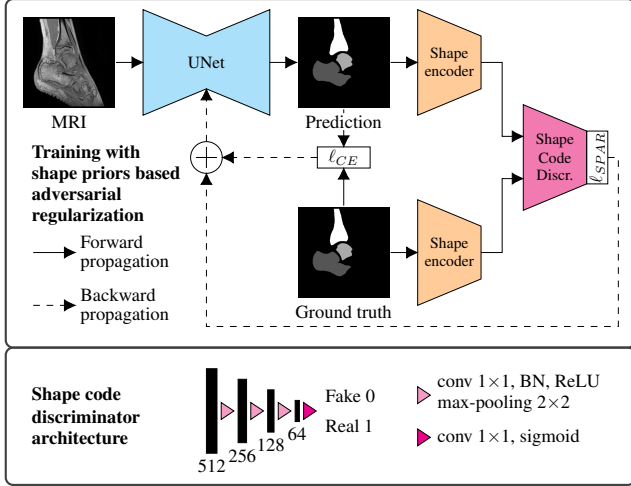 UNet
Shape
encoder
MRI
Prediction
Training with
shape priors based
adversarial
regularization
ℓCE
Shape
Code
Discr.
ℓSPAR
Forward
propagation
Shape
encoder
Backward
propagation
Ground truth
Shape code
discriminator
architecture
512
256
128
64
Fake 0
Real 1
conv 1×1, BN, ReLU
max-pooling 2×2
conv 1×1, sigmoid